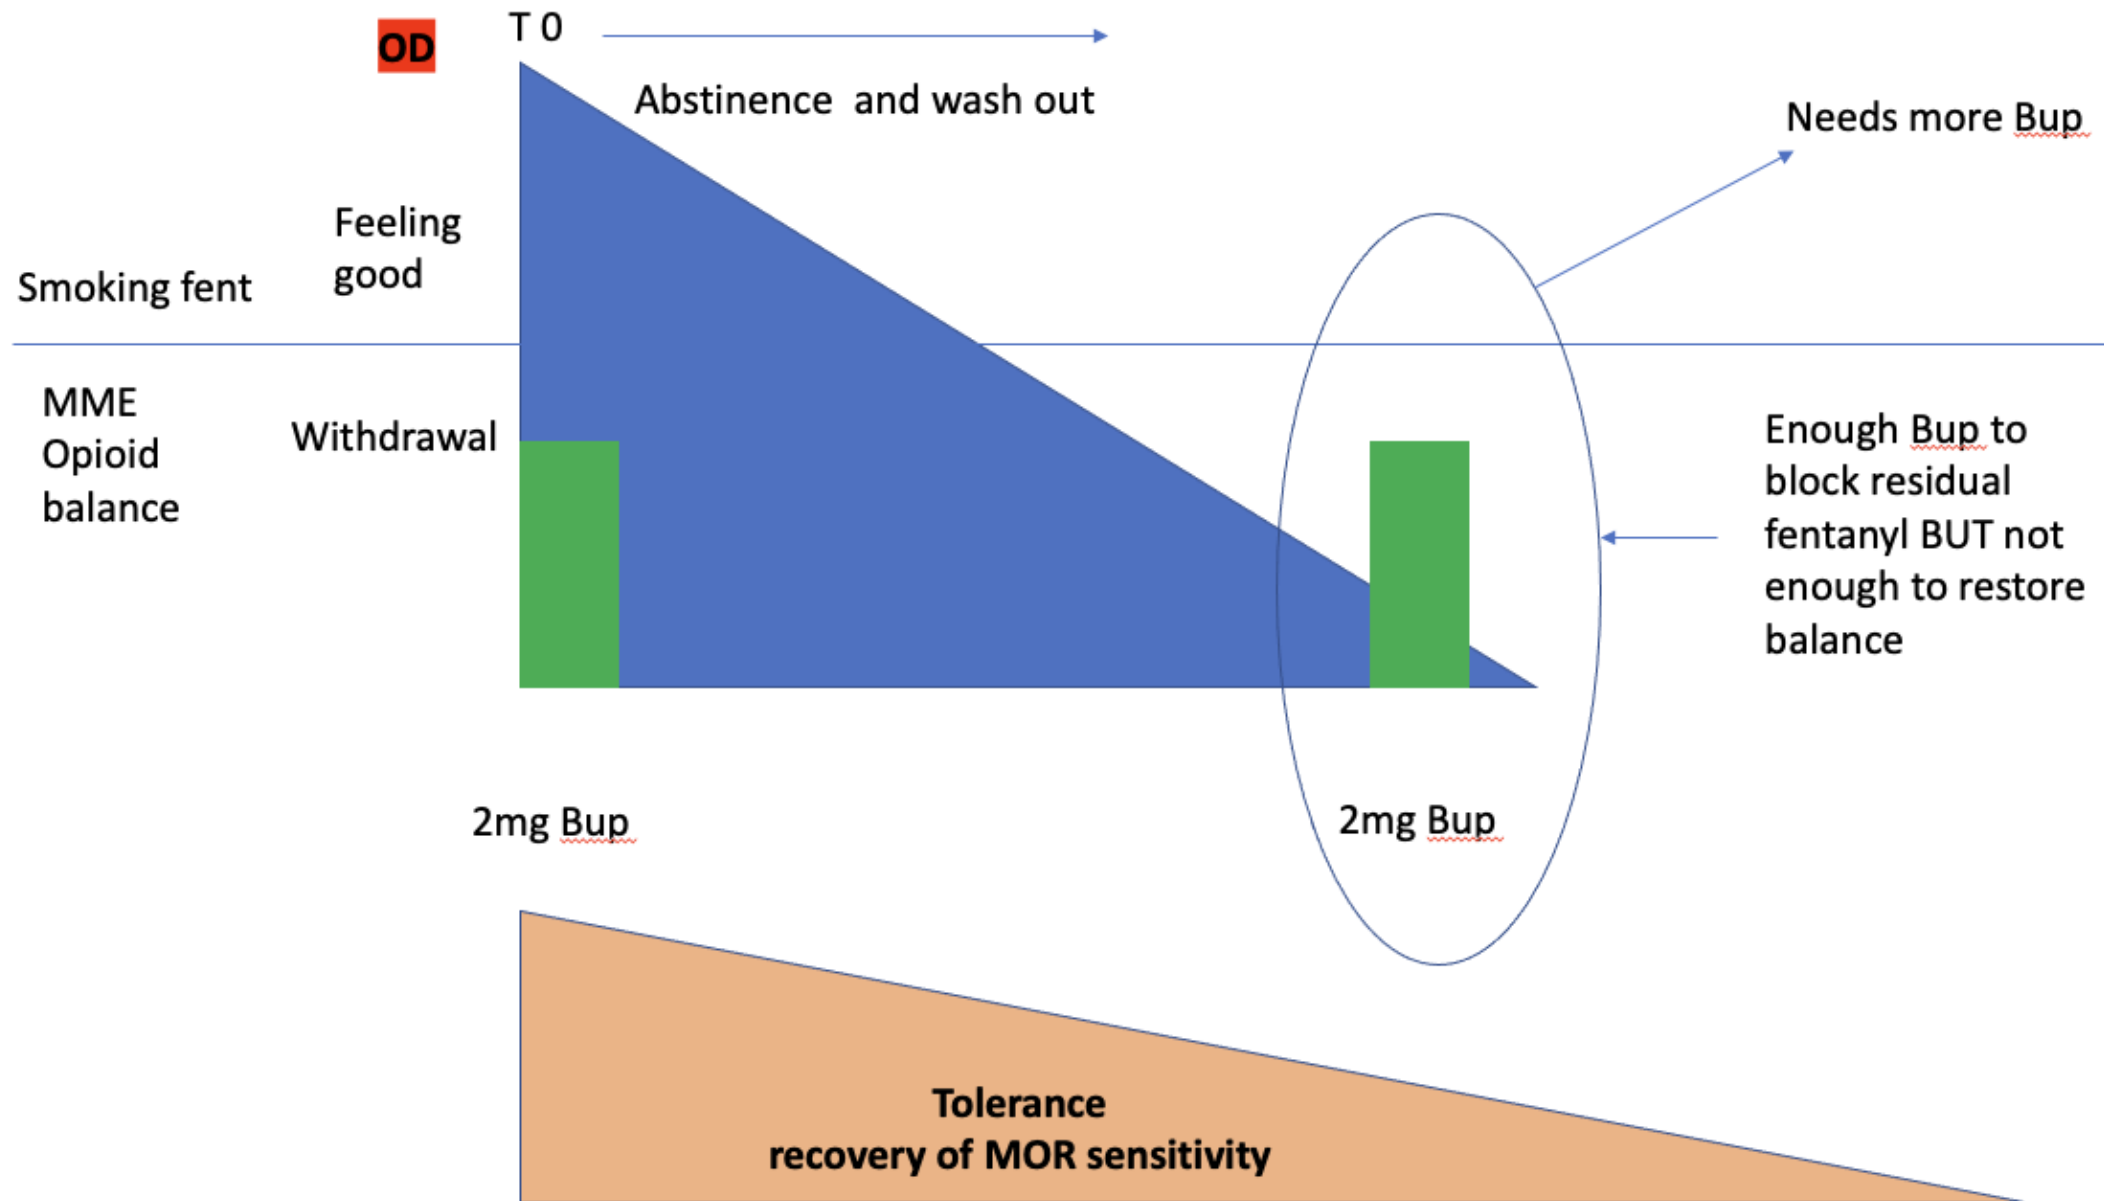 OD
T 0
Abstinence  and wash out
Needs more Bup
Feeling
good
Smoking fent
MME
Opioid
balance
Withdrawal
Enough Bup to
block residual
fentanyl BUT not
enough to restore
balance
2mg Bup
2mg Bup
Tolerance
recovery of MOR sensitivity